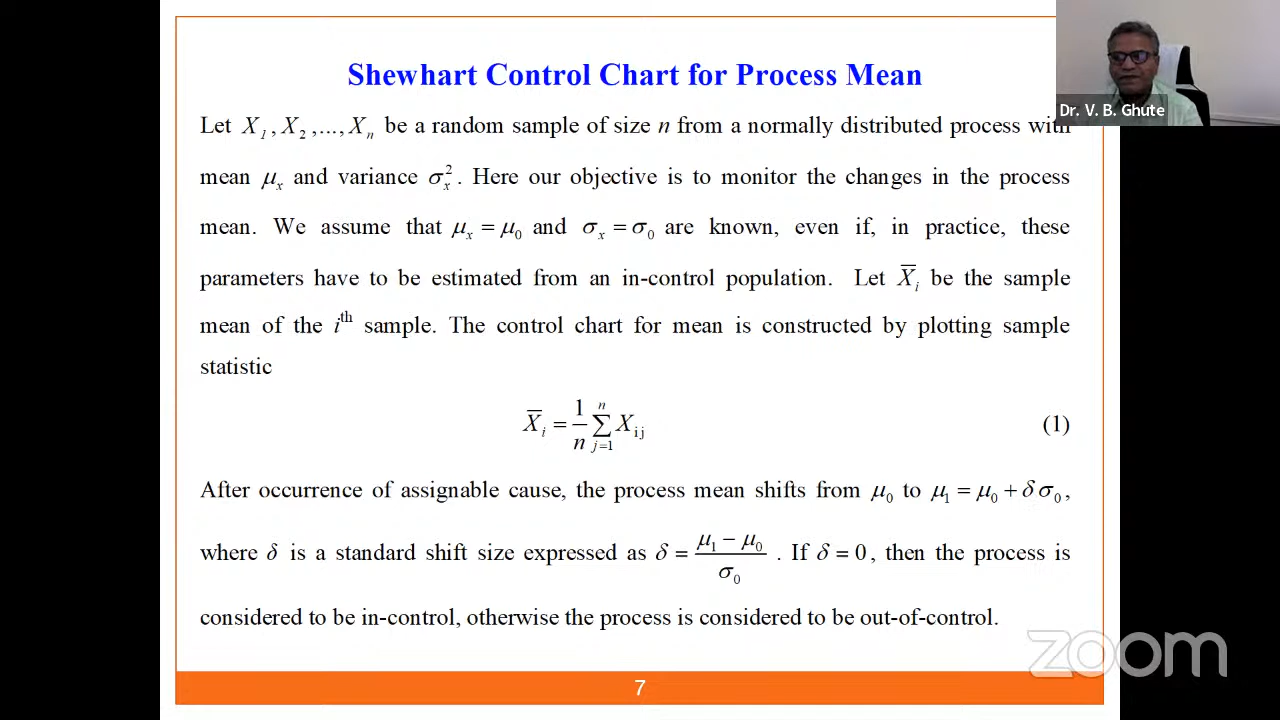 Shewhart Control Chart for Process Mean
Dr. V. B. Ghute
Let X₁, X₂,..., Xₙ be a random sample of size n from a normally distributed process with
mean μₓ and variance σₓ². Here our objective is to monitor the changes in the process
mean. We assume that μₓ = μ₀ and σₓ = σ₀ are known, even if, in practice, these
parameters have to be estimated from an in-control population. Let X̅ᵢ be the sample
mean of the iᵗʰ sample. The control chart for mean is constructed by plotting sample
statistic
X̅ᵢ = 1/n ∑ⱼ₌₁ⁿ Xᵢⱼ (1)
After occurrence of assignable cause, the process mean shifts from μ₀ to μ₁ = μ₀ + δσ₀,
where δ is a standard shift size expressed as δ = (μ₁ − μ₀)/σ₀. If δ = 0, then the process is
considered to be in-control, otherwise the process is considered to be out-of-control.
zoom
7